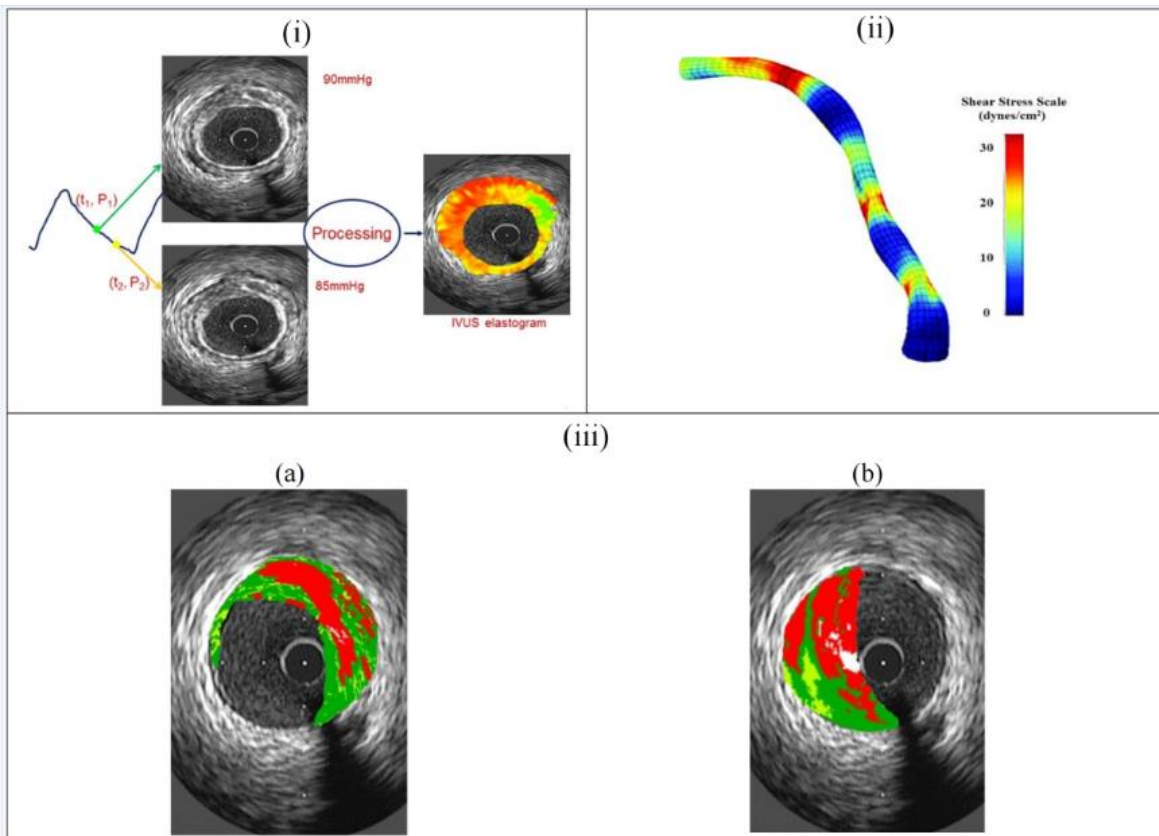 (i)
90mmHg
(t₁, P₁)
Processing
(t₂, P₂)
85mmHg
IVUS elastogram
(ii)
Shear Stress Scale
(dynes/cm²)
30
20
10
0
(iii)
(a)
(b)